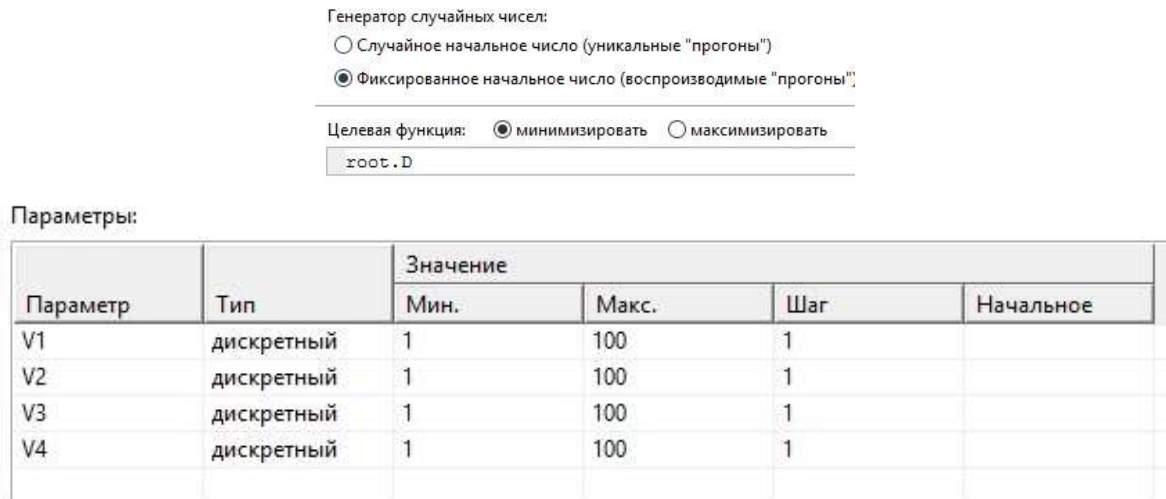 Генератор случайных чисел:
Случайное начальное число (уникальные "прогоны")
Фиксированное начальное число (воспроизводимые "прогоны")
Целевая функция: минимизировать максимизировать
root.D
Параметры:
Значение
Параметр Тип Мин. Макс. Шаг Начальное
V1 дискретный 1 100 1
V2 дискретный 1 100 1
V3 дискретный 1 100 1
V4 дискретный 1 100 1